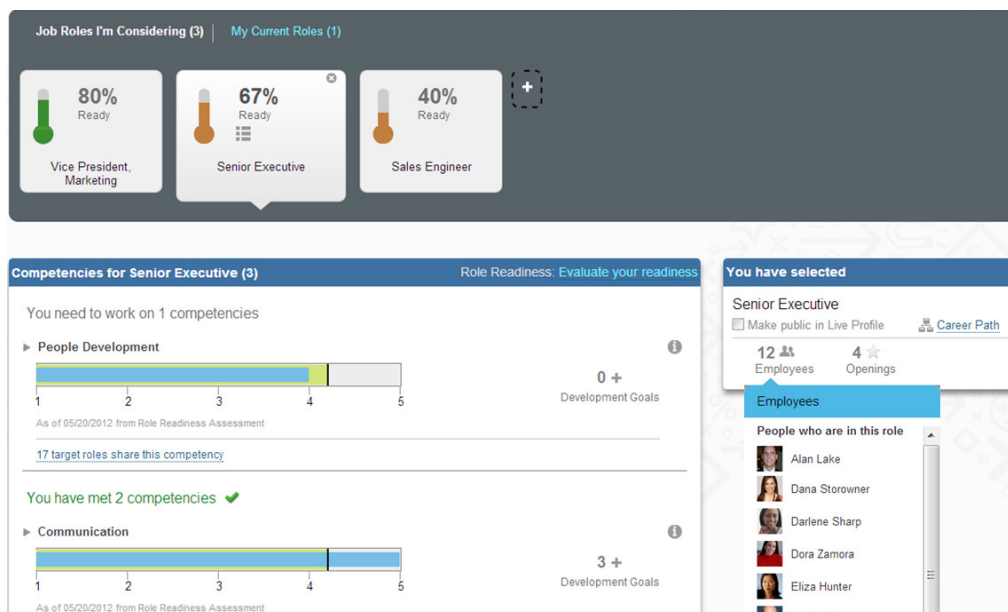 Job Roles I'm Considering (3) | My Current Roles (1)
80%
Ready
Vice President,
Marketing
67%
Ready
Senior Executive
40%
Ready
Sales Engineer
+
Competencies for Senior Executive (3) Role Readiness: Evaluate your readiness
You need to work on 1 competencies
People Development
1 2 3 4 5
0 +
Development Goals
As of 05/20/2012 from Role Readiness Assessment
17 target roles share this competency
You have met 2 competencies
Communication
1 2 3 4 5
3 +
Development Goals
As of 05/20/2012 from Role Readiness Assessment
You have selected
Senior Executive
Make public in Live Profile Career Path
12 4
Employees Openings
Employees
People who are in this role
Alan Lake
Dana Storowner
Darlene Sharp
Dora Zamora
Eliza Hunter